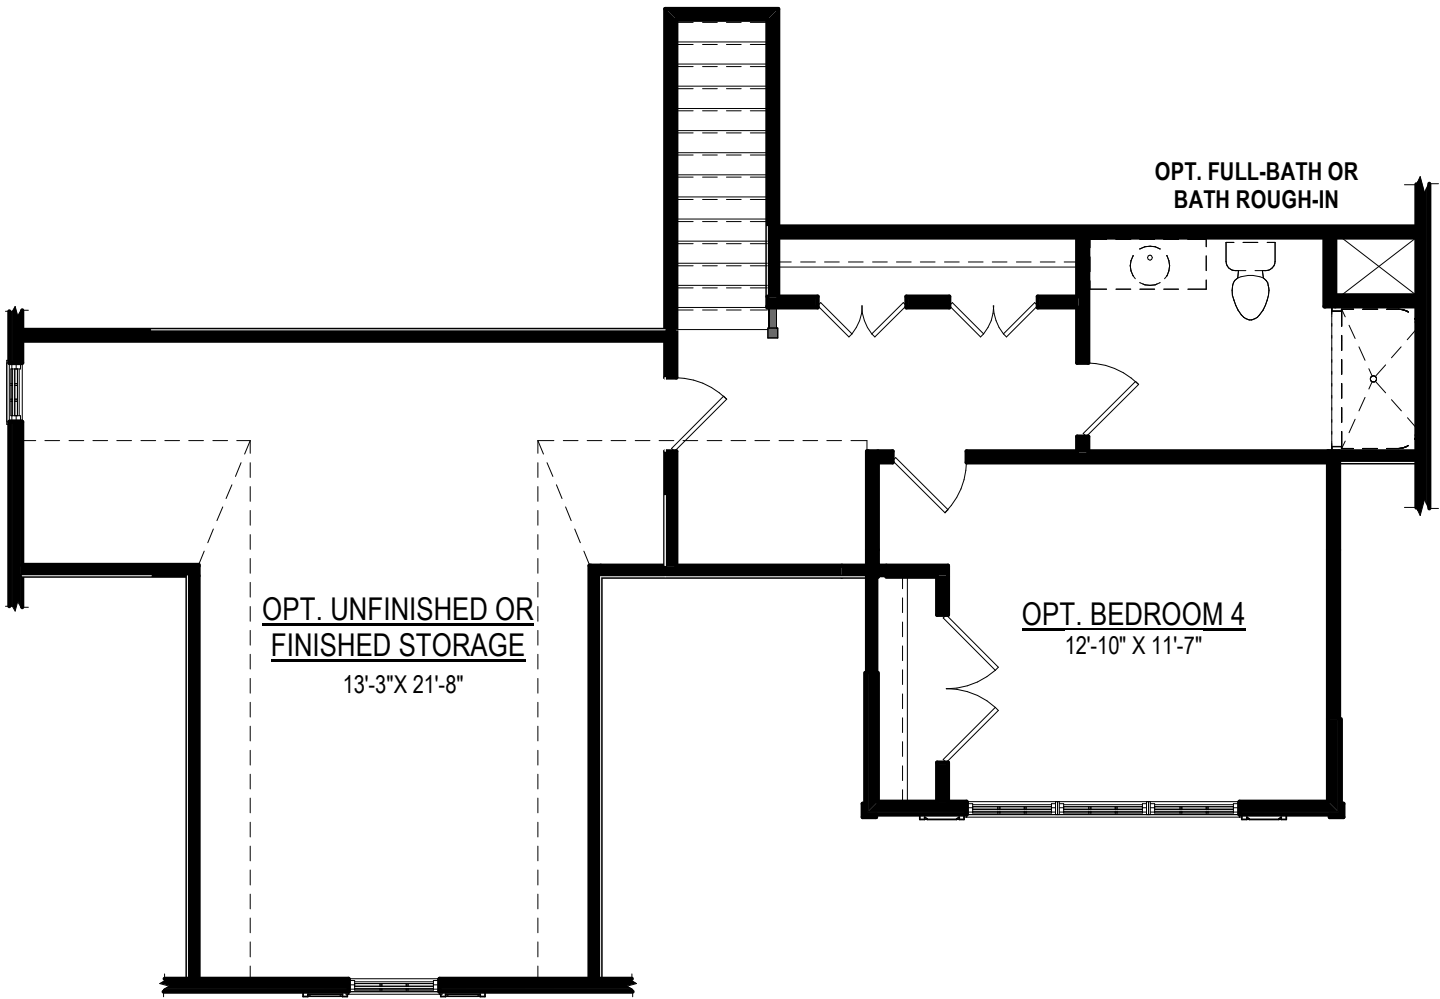 OPT. FULL-BATH OR
BATH ROUGH-IN
OPT. UNFINISHED OR
FINISHED STORAGE
13'-3"X 21'-8"
OPT. BEDROOM 4
12'-10" X 11'-7"